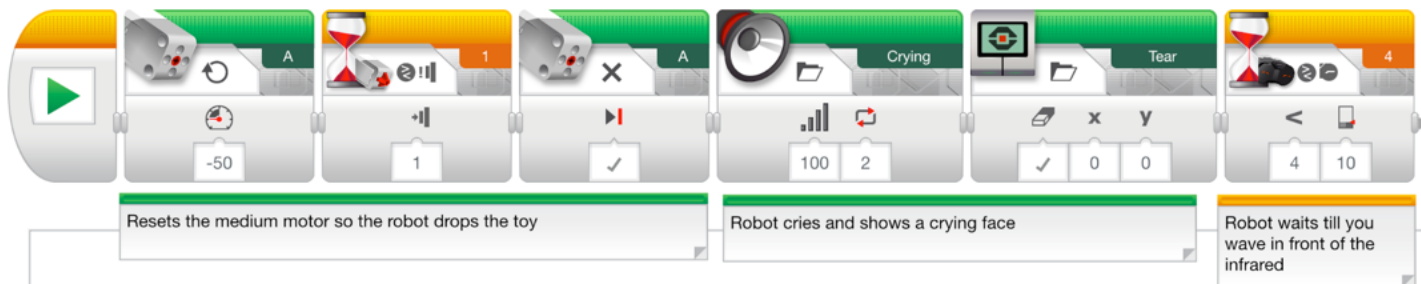 A
1
A
Crying
Tear
4
x y
<
-50
1
100 2
0 0
4 10
Resets the medium motor so the robot drops the toy
Robot cries and shows a crying face
Robot waits till you
wave in front of the
infrared